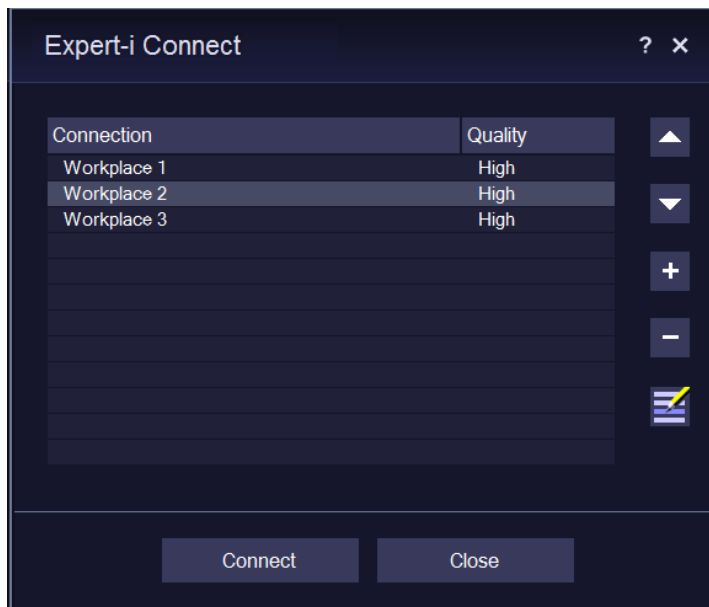 Expert-i Connect ? ×
Connection Quality
Workplace 1 High
Workplace 2 High
Workplace 3 High
Connect Close